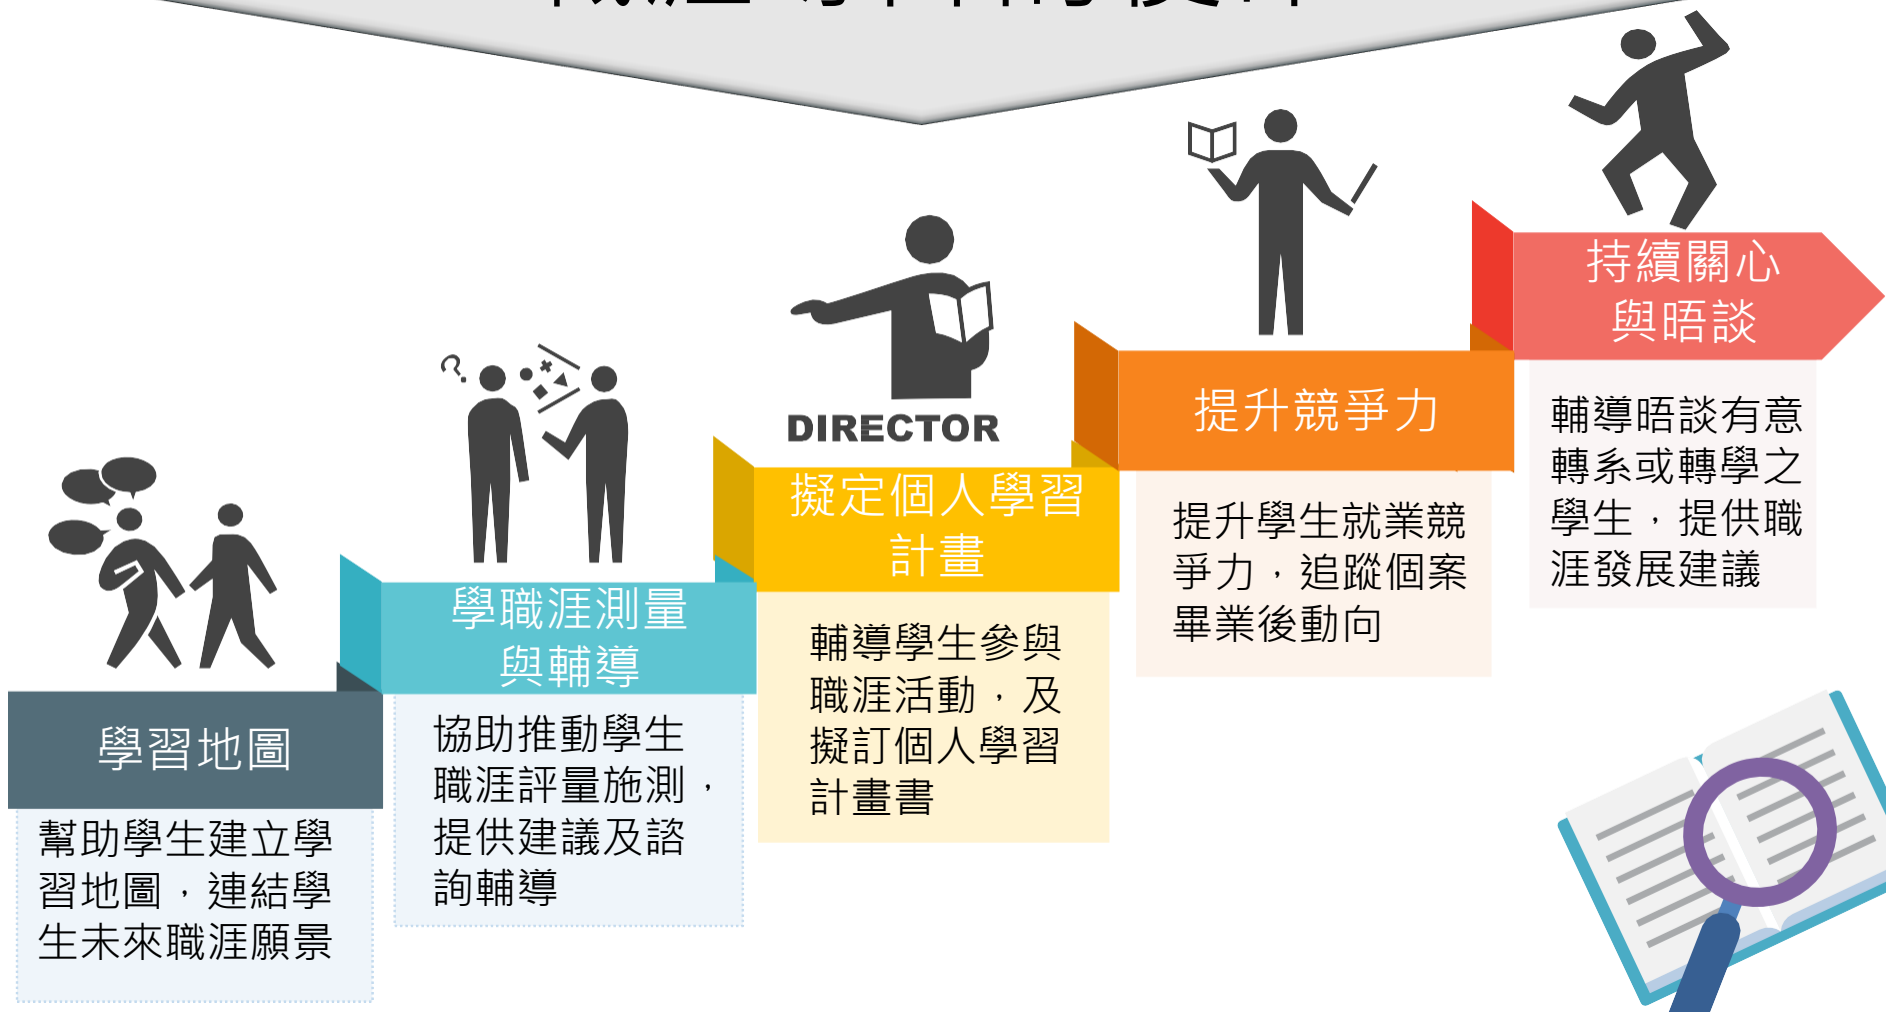 學習地圖
幫助學生建立學
習地圖，連結學
生未來職涯願景
學職涯測量
與輔導
協助推動學生
職涯評量施測，
提供建議及諮
詢輔導
DIRECTOR
擬定個人學習
計畫
輔導學生參與
職涯活動，及
擬訂個人學習
計畫書
提升競爭力
提升學生就業競
爭力，追蹤個案
畢業後動向
持續關心
與晤談
輔導晤談有意
轉系或轉學之
學生，提供職
涯發展建議